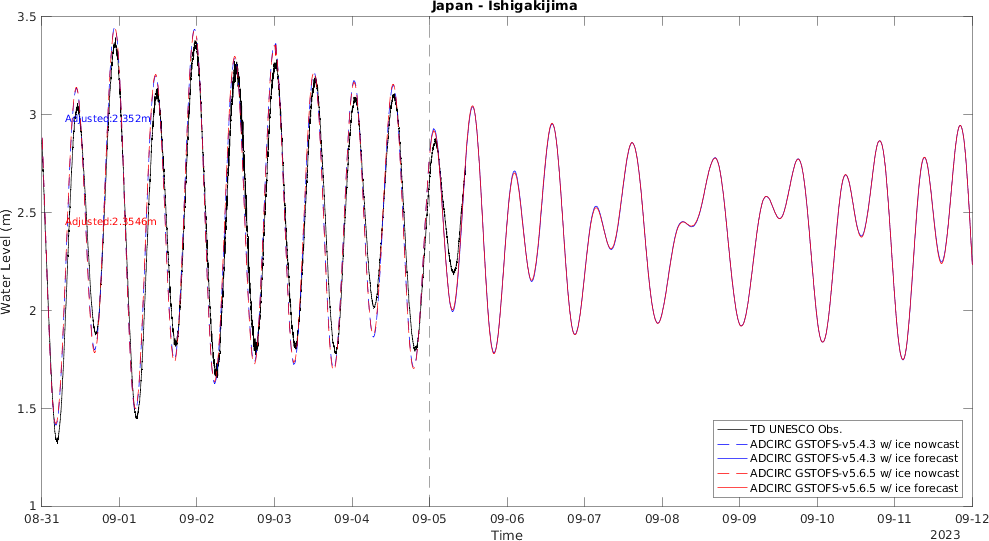 Japan - Ishigakijima
3.5
3
2.5
2
1.5
1
Water Level (m)
Adjusted:2.352m
Adjusted:2.3546m
TD UNESCO Obs.
ADCIRC GSTOFS-v5.4.3 w/ ice nowcast
ADCIRC GSTOFS-v5.4.3 w/ ice forecast
ADCIRC GSTOFS-v5.6.5 w/ ice nowcast
ADCIRC GSTOFS-v5.6.5 w/ ice forecast
08-31 09-01 09-02 09-03 09-04 09-05 09-06 09-07 09-08 09-09 09-10 09-11 09-12
Time
2023